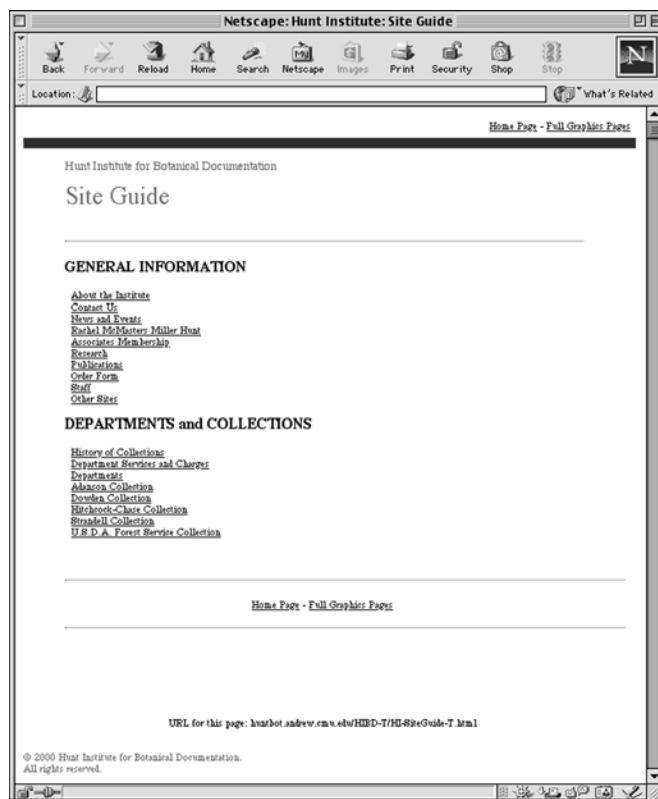 Netscape: Hunt Institute: Site Guide
Back Forward Reload Home Search Netscape Images Print Security Shop Stop
My
N
Location: What's Related
Home Page - Full Graphics Pages
Hunt Institute for Botanical Documentation
Site Guide
GENERAL INFORMATION
About the Institute
Contact Us
News and Events
Rachel McMasters Miller Hunt
Associates Membership
Research
Publications
Order Form
Staff
Other Sites
DEPARTMENTS and COLLECTIONS
History of Collections
Department Services and Charges
Departments
Adanson Collection
Dowden Collection
Hitchcock-Chase Collection
Strandell Collection
U.S.D.A. Forest Service Collection
Home Page - Full Graphics Pages
URL for this page: huntbot.andrew.cmu.edu/HIBD-T/HI-SiteGuide-T.html
© 2000 Hunt Institute for Botanical Documentation.
All rights reserved.